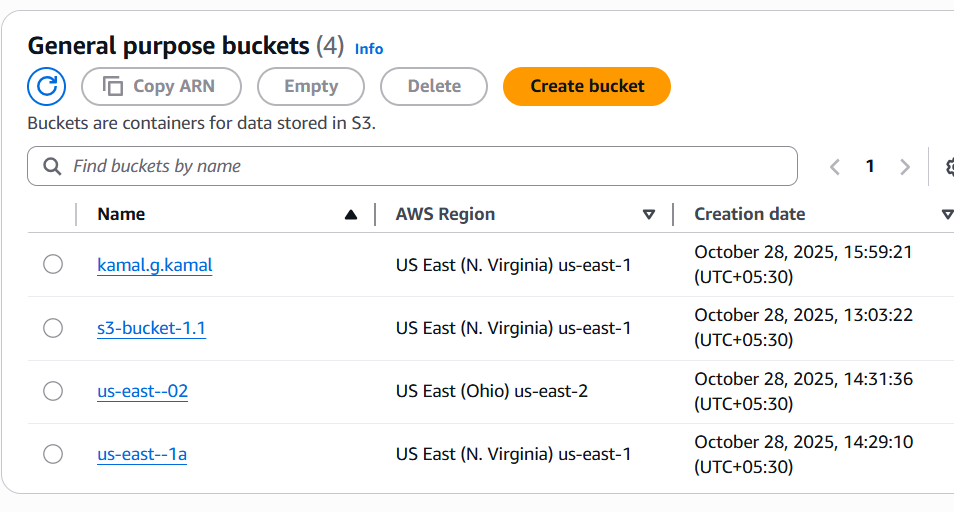 General purpose buckets (4) Info
Copy ARN Empty Delete Create bucket
Buckets are containers for data stored in S3.
Find buckets by name 1
Name AWS Region Creation date
kamal.g.kamal US East (N. Virginia) us-east-1 October 28, 2025, 15:59:21
(UTC+05:30)
s3-bucket-1.1 US East (N. Virginia) us-east-1 October 28, 2025, 13:03:22
(UTC+05:30)
us-east--02 US East (Ohio) us-east-2 October 28, 2025, 14:31:36
(UTC+05:30)
us-east--1a US East (N. Virginia) us-east-1 October 28, 2025, 14:29:10
(UTC+05:30)